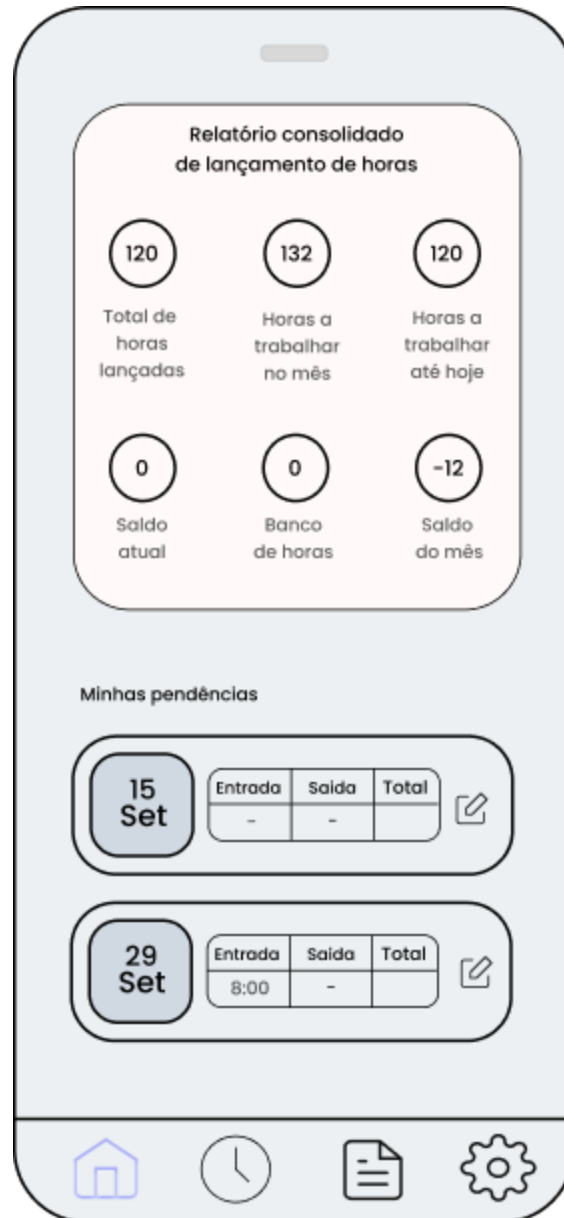 Relatório consolidado
de lançamento de horas
120
132
120
Total de
horas
lançadas
Horas a
trabalhar
no mês
Horas a
trabalhar
até hoje
0
0
-12
Saldo
atual
Banco
de horas
Saldo
do mês
Minhas pendências
15
Set
Entrada Saída Total
- -
29
Set
Entrada Saída Total
8:00 -